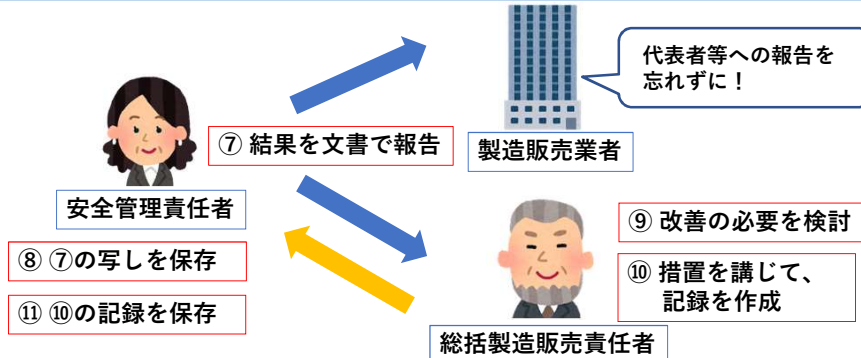 代表者等への報告を
忘れずに！
⑦ 結果を文書で報告
製造販売業者
安全管理責任者
⑨ 改善の必要を検討
⑧ ⑦の写しを保存
⑩ 措置を講じて、
記録を作成
⑪ ⑩の記録を保存
総括製造販売責任者